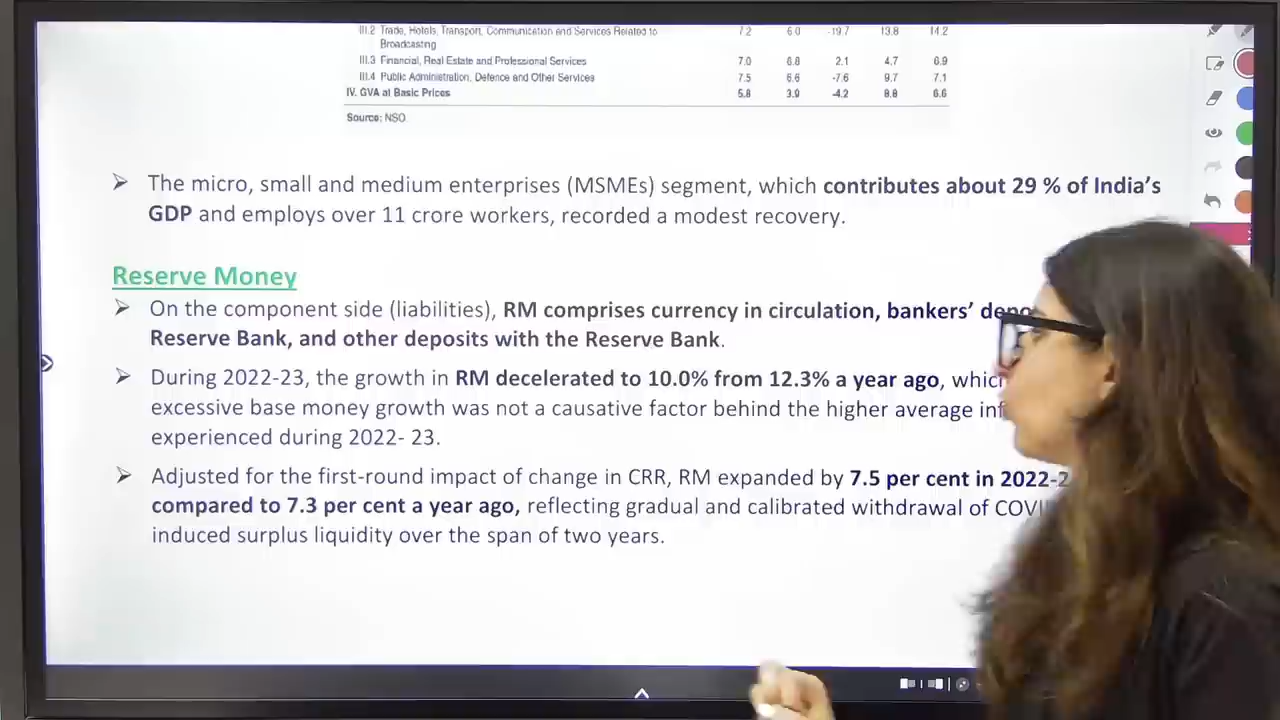 III.2 Trade, Hotels, Transport, Communication and Services Related to 7.2 6.0 -19.7 13.8 14.2
Broadcasting
III.3 Financial, Real Estate and Professional Services 7.0 6.8 2.1 4.7 6.9
III.4 Public Administration, Defence and Other Services 7.5 6.6 -7.6 9.7 7.1
IV. GVA at Basic Prices 5.8 3.9 -4.2 8.8 6.6
Source: NSO
➢ The micro, small and medium enterprises (MSMEs) segment, which contributes about 29 % of India's
GDP and employs over 11 crore workers, recorded a modest recovery.
Reserve Money
➢ On the component side (liabilities), RM comprises currency in circulation, bankers'
Reserve Bank, and other deposits with the Reserve Bank.
➢ During 2022-23, the growth in RM decelerated to 10.0% from 12.3% a year ago,
excessive base money growth was not a causative factor behind the higher average
experienced during 2022- 23.
➢ Adjusted for the first-round impact of change in CRR, RM expanded by 7.5 per cent in 2022-2
compared to 7.3 per cent a year ago, reflecting gradual and calibrated withdrawal of
induced surplus liquidity over the span of two years.